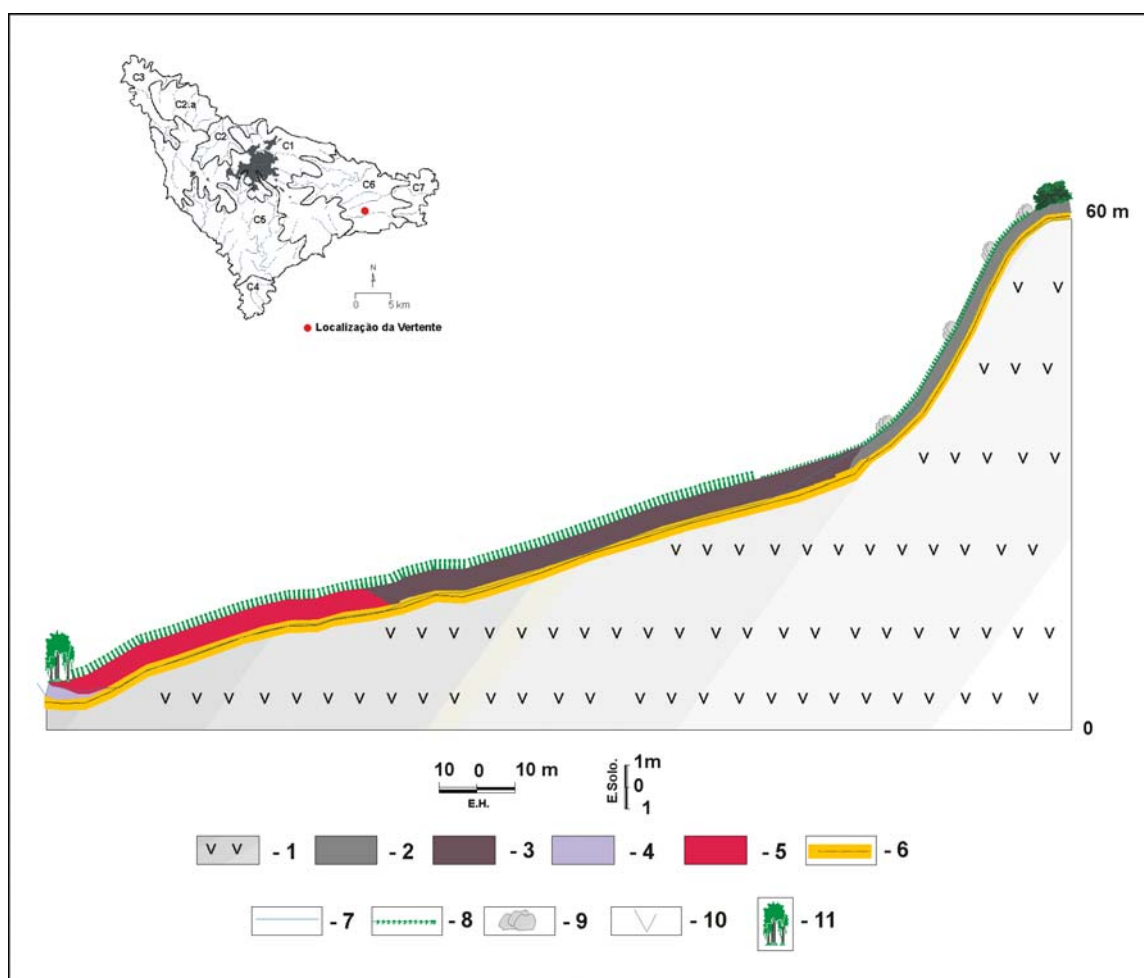 C3
C2.a
C2
C1
C6
C7
C5
C4
N
0 5 km
Localização da Vertente
60 m
0
10 0 10 m
E.H.
E.Solo.
1m
0
1
V V - 1
- 2
- 3
- 4
- 5
- 6
- 7
- 8
- 9
- 10
- 11